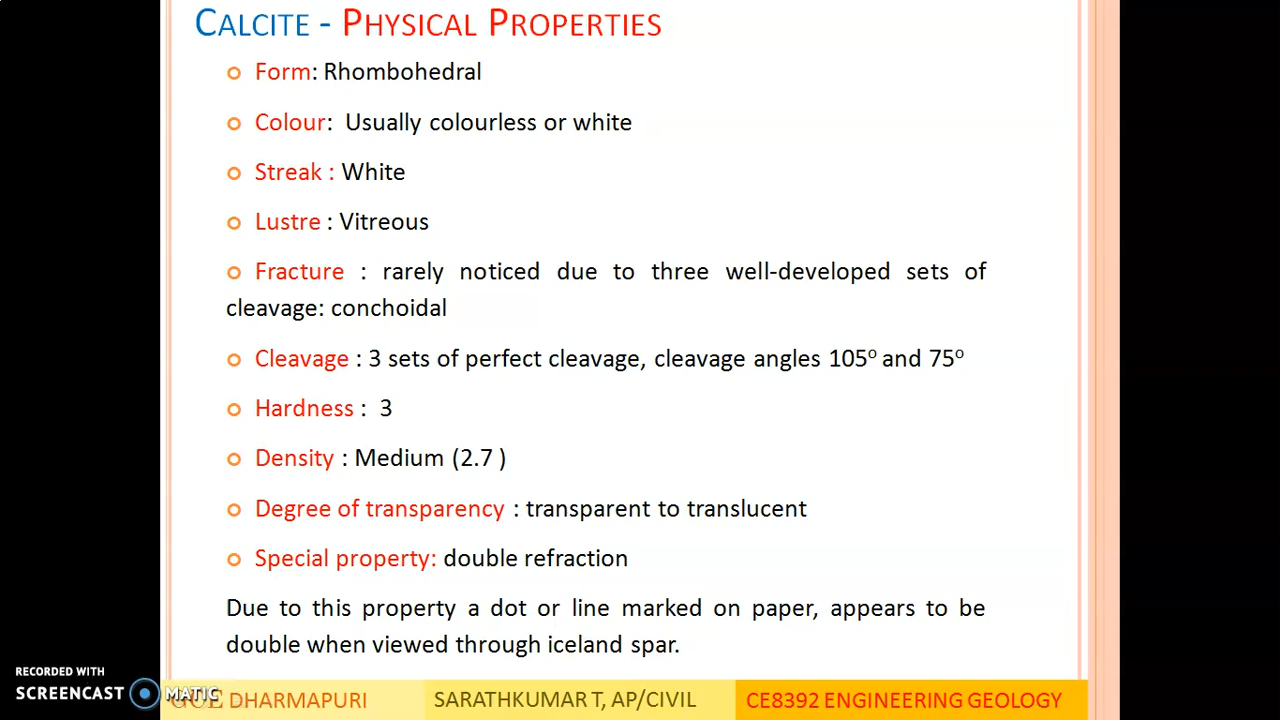 CALCITE - PHYSICAL PROPERTIES
Form: Rhombohedral
Colour: Usually colourless or white
Streak : White
Lustre : Vitreous
Fracture : rarely noticed due to three well-developed sets of
cleavage: conchoidal
Cleavage : 3 sets of perfect cleavage, cleavage angles 105º and 75º
Hardness : 3
Density : Medium (2.7 )
Degree of transparency : transparent to translucent
Special property: double refraction
Due to this property a dot or line marked on paper, appears to be
double when viewed through iceland spar.
RECORDED WITH
SCREENCAST MATIC
DHARMAPURI
SARATHKUMAR T, AP/CIVIL
CE8392 ENGINEERING GEOLOGY